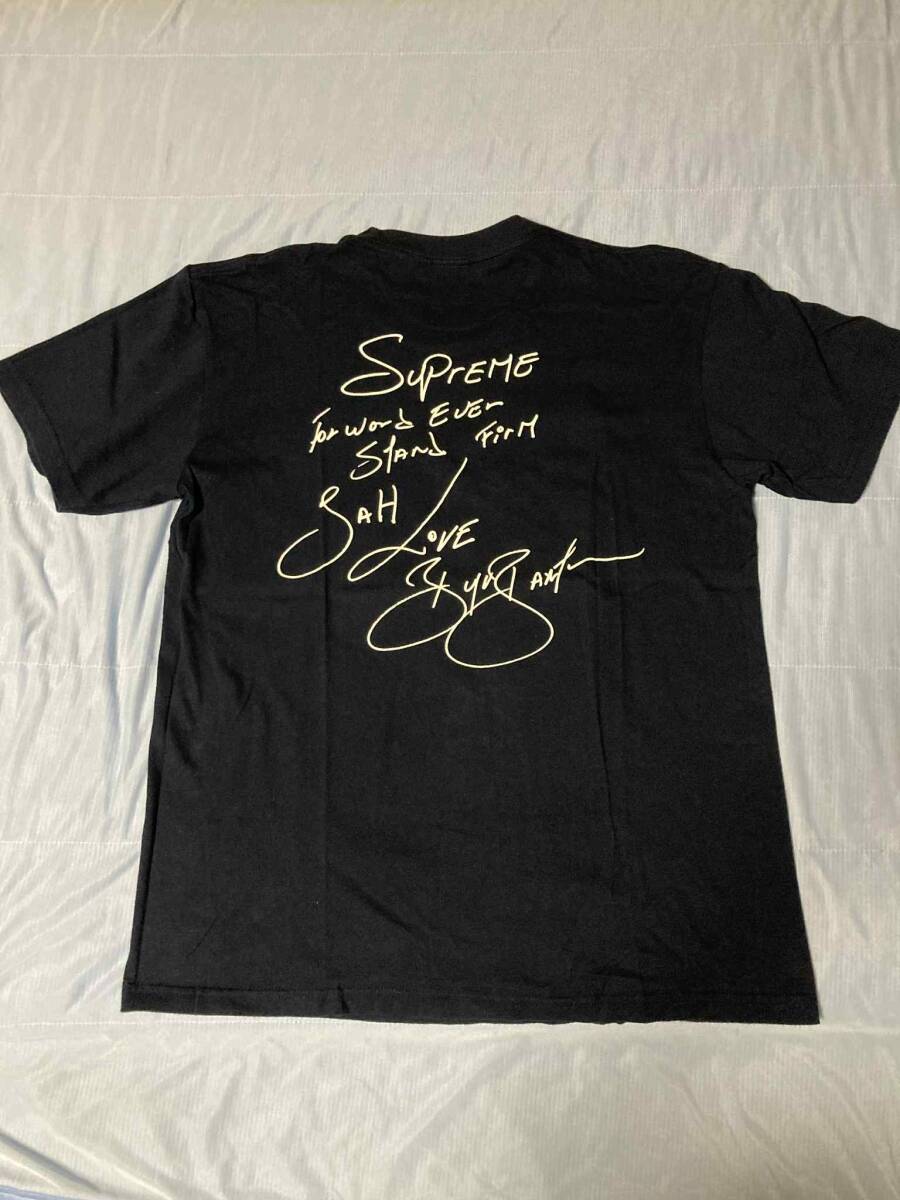 SUPrEME
Forword EVEr
STAND FirM
JAH LOVE